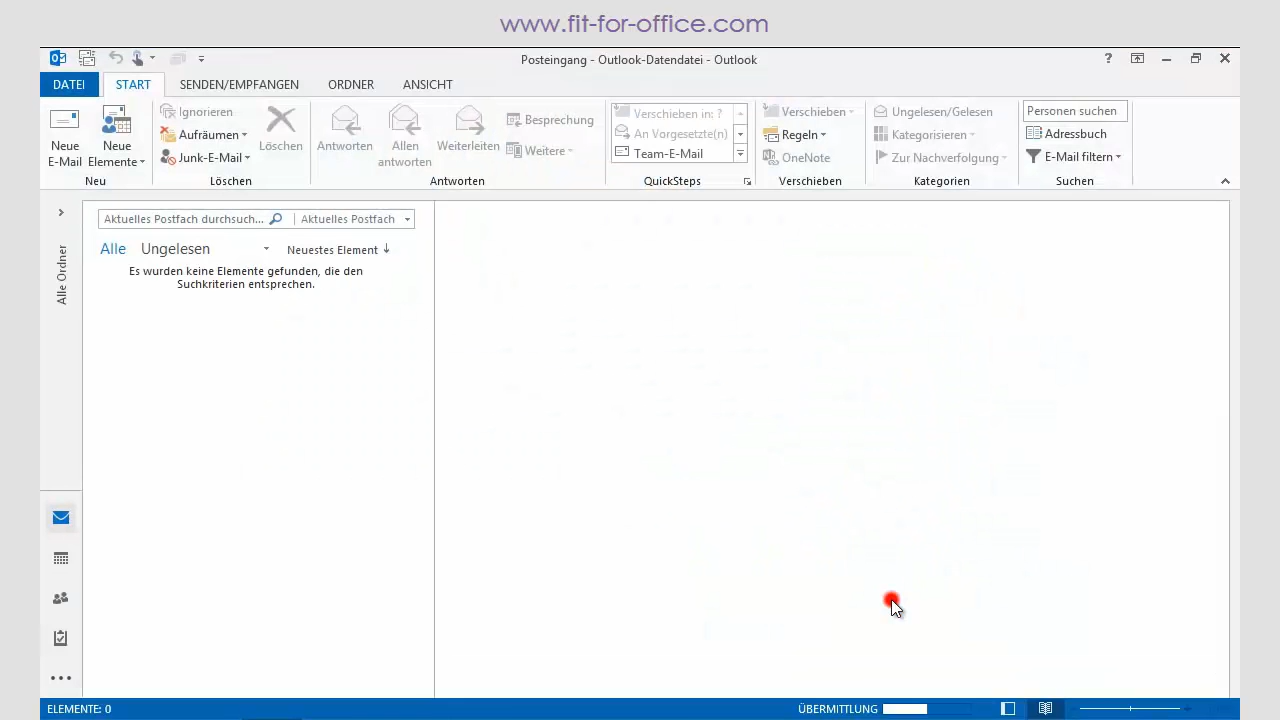 www.fit-for-office.com
Posteingang - Outlook-Datendatei - Outlook
?
DATEI START SENDEN/EMPFANGEN ORDNER ANSICHT
Neue E-Mail
Neue Elemente
Neu
Ignorieren
Aufräumen
Junk-E-Mail
Löschen
Löschen
Antworten
Allen antworten
Weiterleiten
Besprechung
Weitere
Antworten
Verschieben in: ?
An Vorgesetzte(n)
Team-E-Mail
QuickSteps
Verschieben
Regeln
OneNote
Verschieben
Ungelesen/Gelesen
Kategorisieren
Zur Nachverfolgung
Kategorien
Personen suchen
Adressbuch
E-Mail filtern
Suchen
Alle Ordner
Aktuelles Postfach durchsuch... Aktuelles Postfach
Alle Ungelesen Neuestes Element
Es wurden keine Elemente gefunden, die den
Suchkriterien entsprechen.
ELEMENTE: 0 ÜBERMITTLUNG